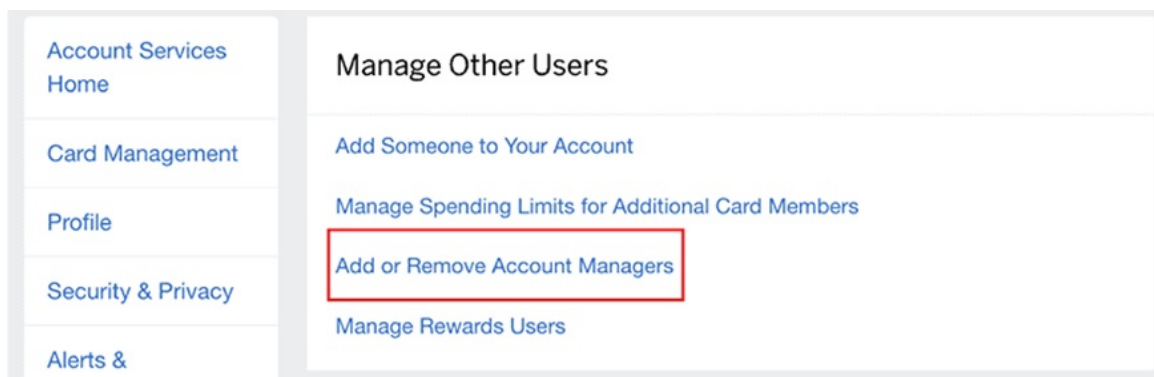 Account Services
Home
Card Management
Profile
Security & Privacy
Alerts &
Manage Other Users
Add Someone to Your Account
Manage Spending Limits for Additional Card Members
Add or Remove Account Managers
Manage Rewards Users